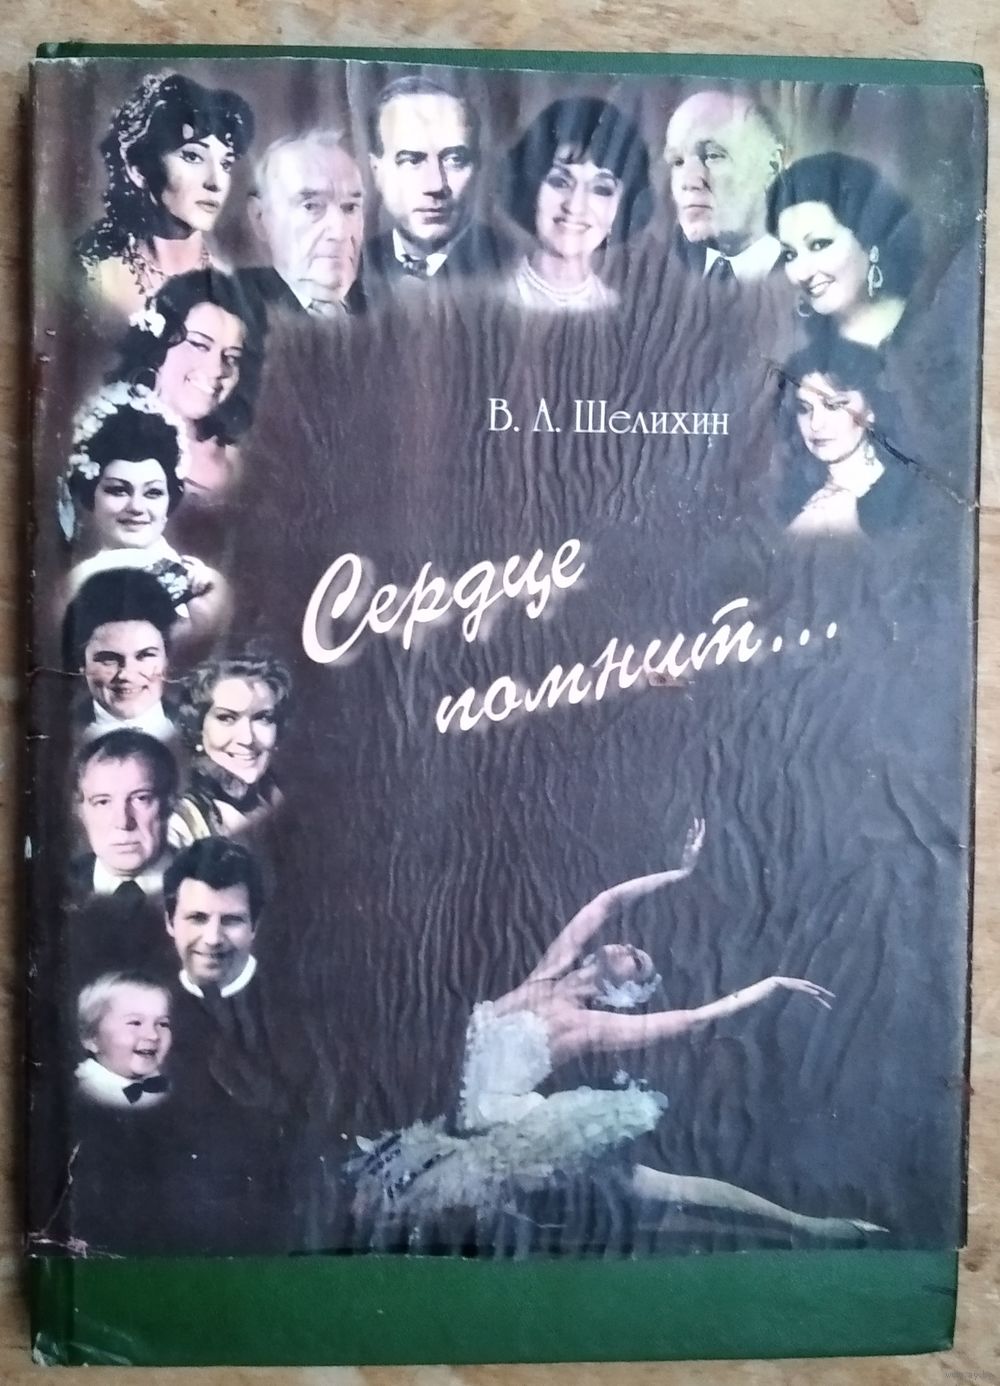 В. А. Шелихин
Сердце
помнит...